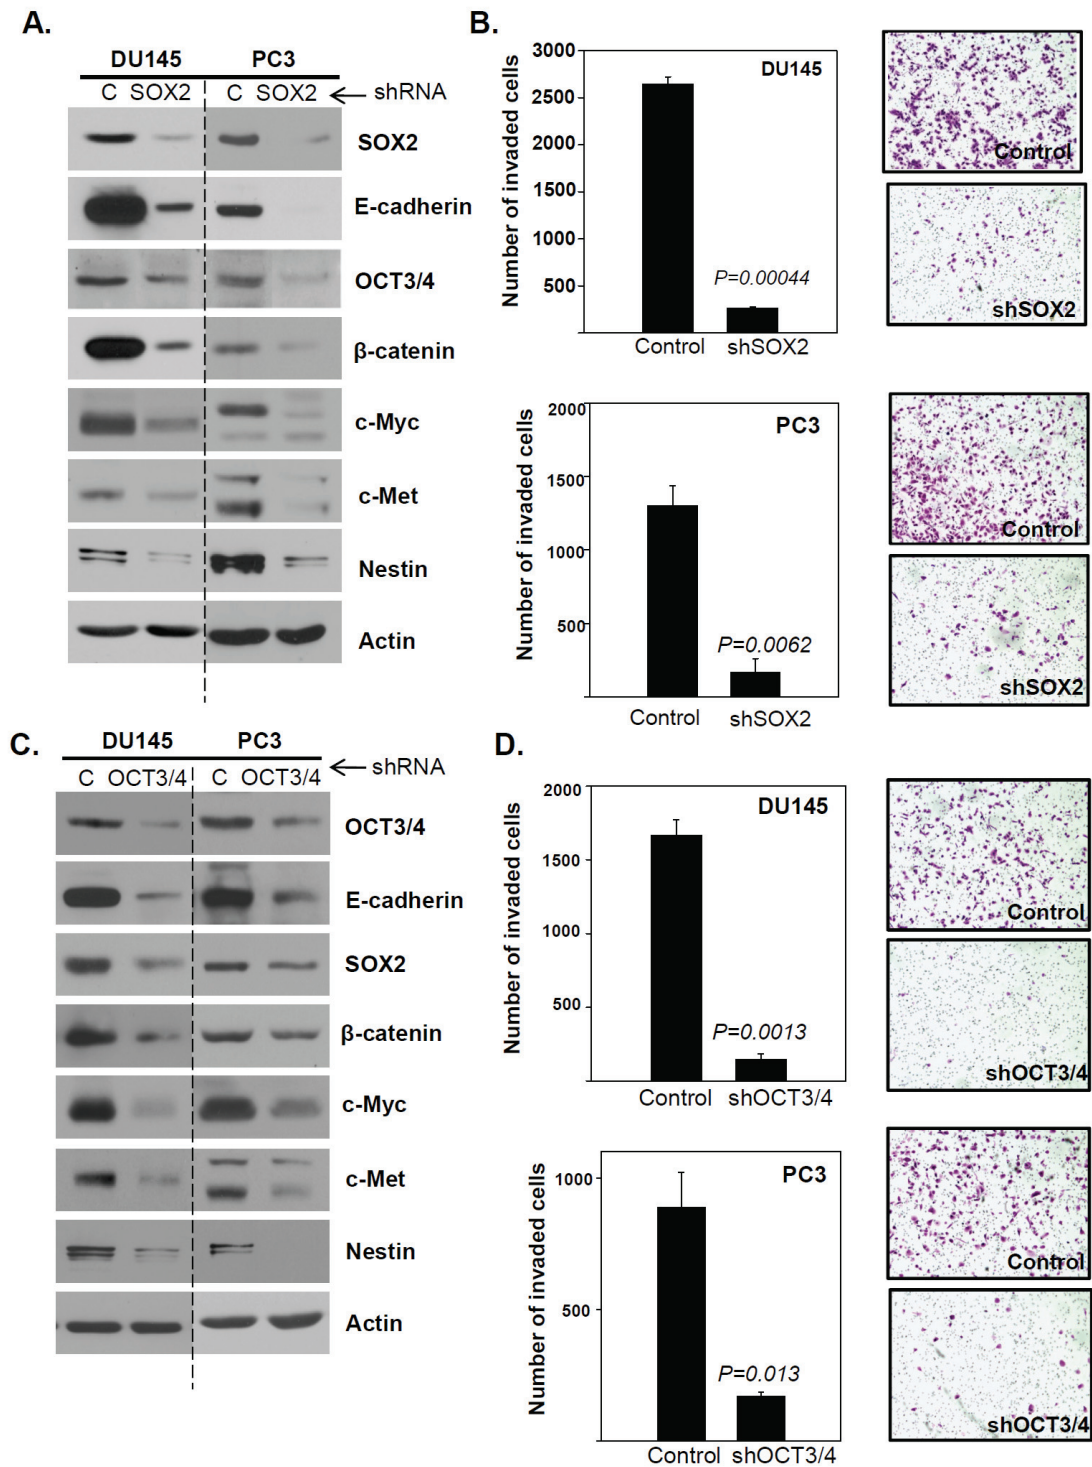 A.
DU145 PC3
C SOX2 C SOX2 ← shRNA
SOX2
E-cadherin
OCT3/4
β-catenin
c-Myc
c-Met
Nestin
Actin
B.
Number of invaded cells
3000
2500
2000
1500
1000
500
DU145
P=0.00044
Control shSOX2
Control
shSOX2
Number of invaded cells
2000
1500
1000
500
PC3
P=0.0062
Control shSOX2
Control
shSOX2
C.
DU145 PC3
C OCT3/4 C OCT3/4 ← shRNA
OCT3/4
E-cadherin
SOX2
β-catenin
c-Myc
c-Met
Nestin
Actin
D.
Number of invaded cells
2000
1500
1000
500
DU145
P=0.0013
Control shOCT3/4
Control
shOCT3/4
Number of invaded cells
1000
500
PC3
P=0.013
Control shOCT3/4
Control
shOCT3/4